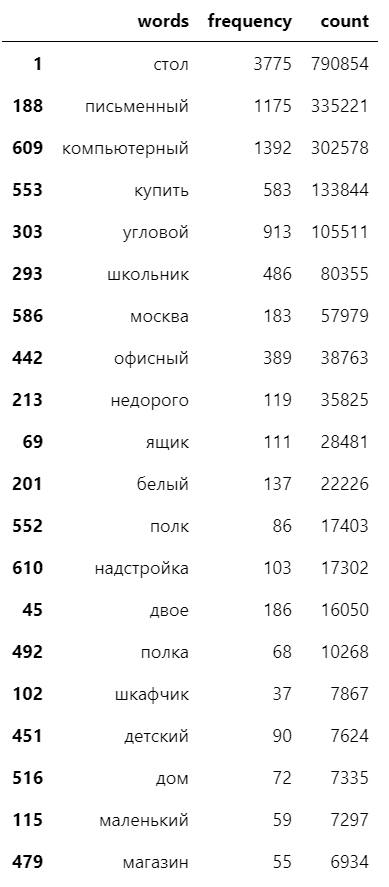 words frequency count
1 стол 3775 790854
188 письменный 1175 335221
609 компьютерный 1392 302578
553 купить 583 133844
303 угловой 913 105511
293 школьник 486 80355
586 москва 183 57979
442 офисный 389 38763
213 недорого 119 35825
69 ящик 111 28481
201 белый 137 22226
552 полк 86 17403
610 надстройка 103 17302
45 двое 186 16050
492 полка 68 10268
102 шкафчик 37 7867
451 детский 90 7624
516 дом 72 7335
115 маленький 59 7297
479 магазин 55 6934